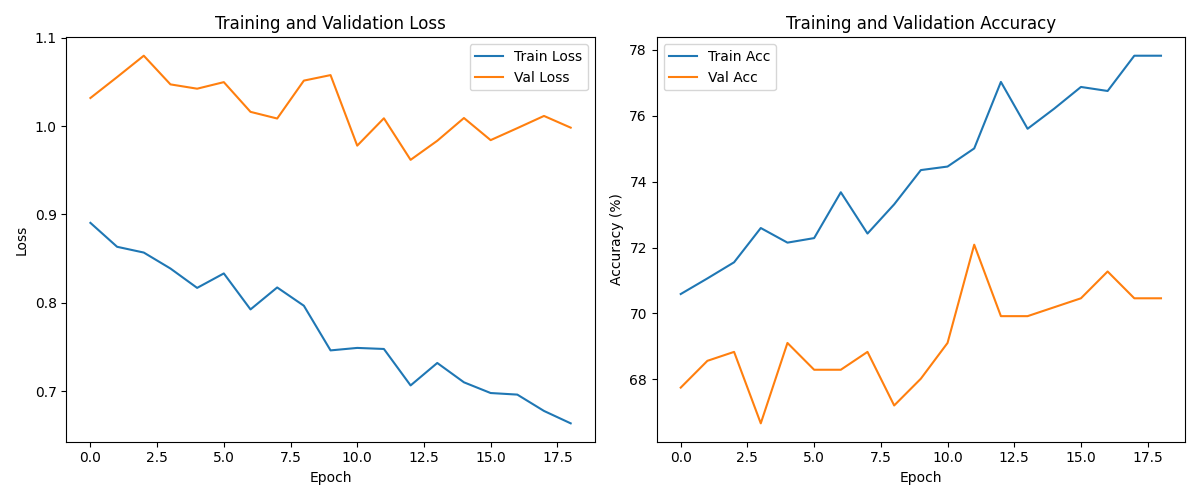 Training and Validation Loss
1.1
1.0
0.9
0.8
0.7
Loss
Train Loss
Val Loss
0.0 2.5 5.0 7.5 10.0 12.5 15.0 17.5
Epoch
Training and Validation Accuracy
78
76
74
72
70
68
Accuracy (%)
Train Acc
Val Acc
0.0 2.5 5.0 7.5 10.0 12.5 15.0 17.5
Epoch